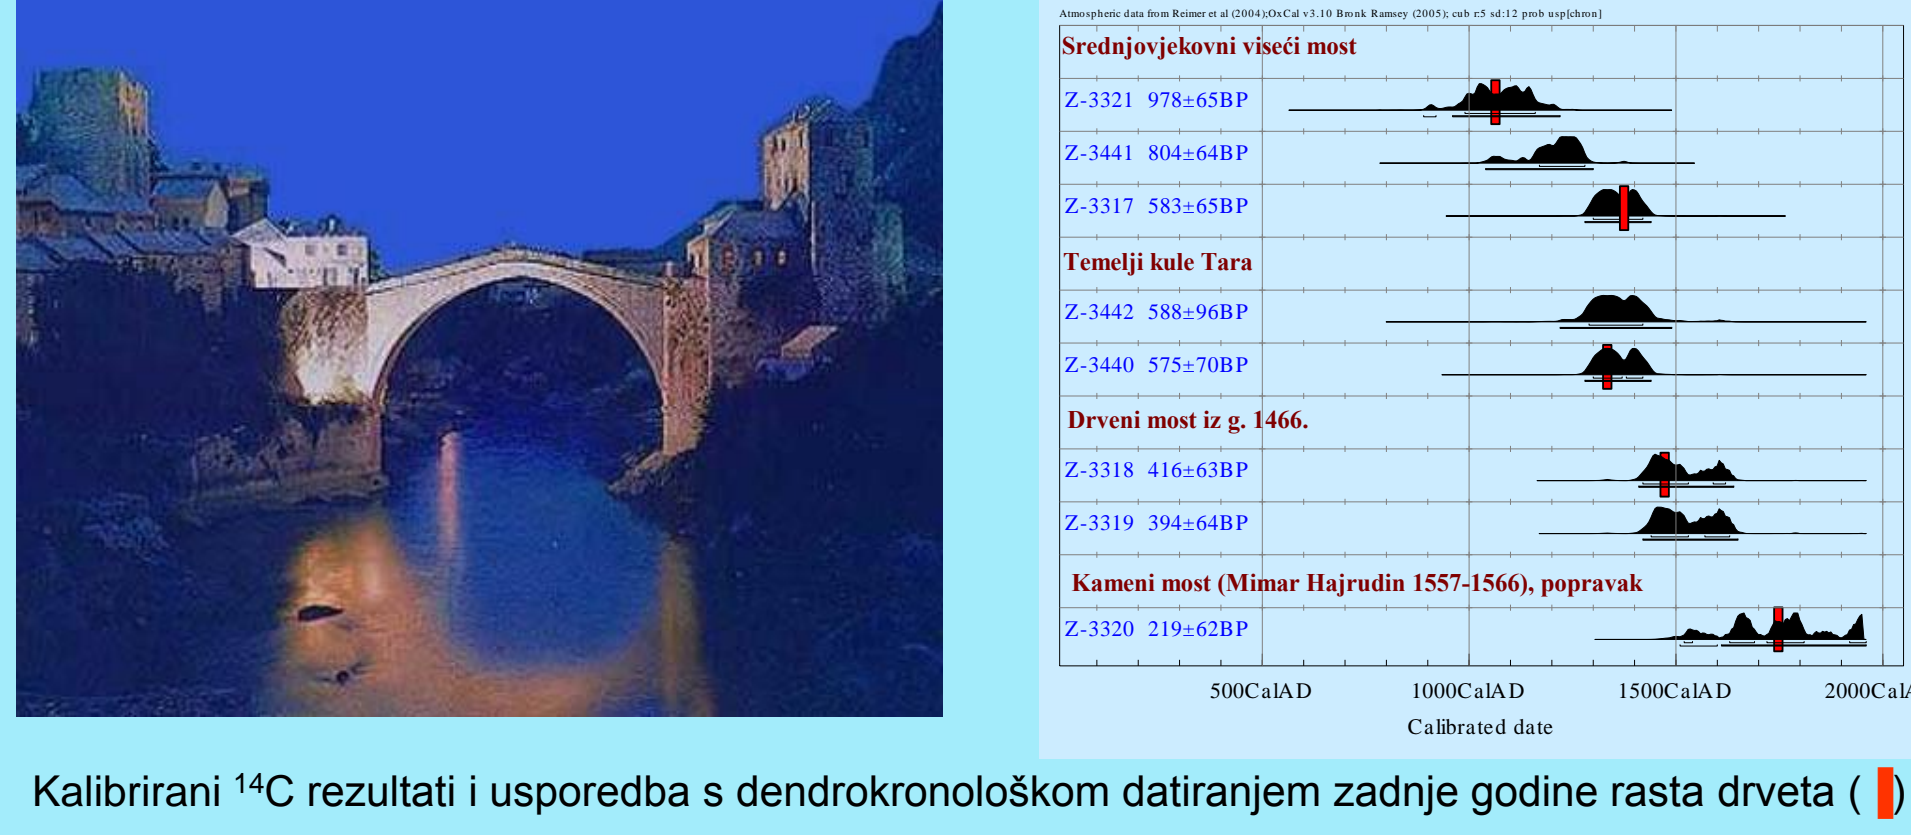 Atmospheric data from Reimer et al (2004);OxCal v3.10 Bronk Ramsey (2005); cub r:5 sd:12 prob usp[chron]
Srednjovjekovni viseći most
Z-3321 978±65BP
Z-3441 804±64BP
Z-3317 583±65BP
Temelji kule Tara
Z-3442 588±96BP
Z-3440 575±70BP
Drveni most iz g. 1466.
Z-3318 416±63BP
Z-3319 394±64BP
Kameni most (Mimar Hajrudin 1557-1566), popravak
Z-3320 219±62BP
500CalAD 1000CalAD 1500CalAD 2000CalA
Calibrated date
Kalibrirani ¹⁴C rezultati i usporedba s dendrokronološkom datiranjem zadnje godine rasta drveta ( )